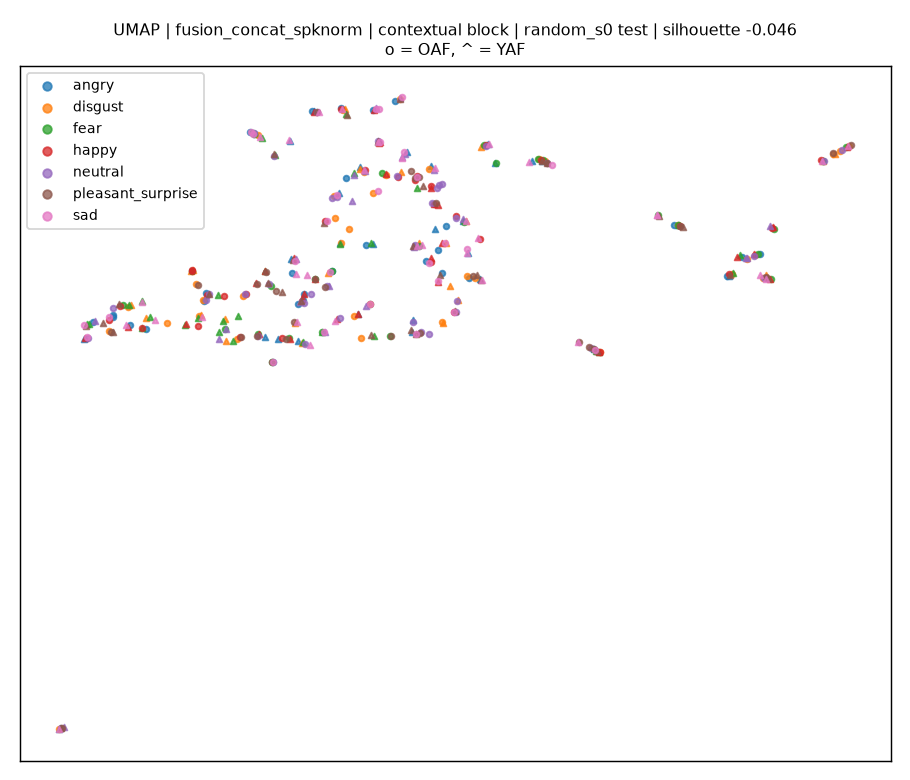 UMAP | fusion_concat_spknorm | contextual block | random_s0 test | silhouette -0.046
o = OAF, ^ = YAF
angry
disgust
fear
happy
neutral
pleasant_surprise
sad